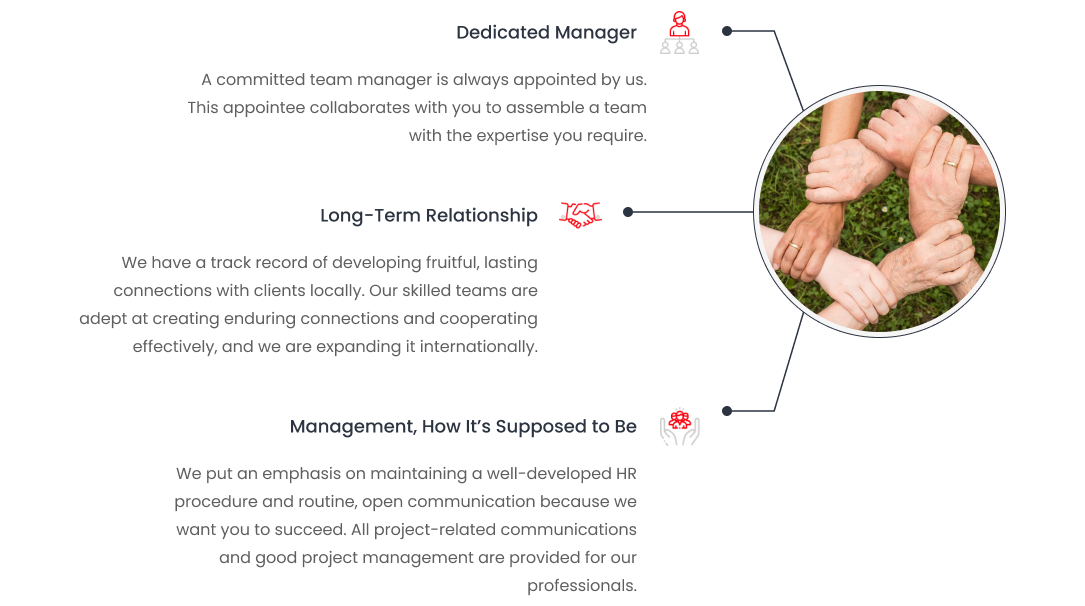 Dedicated Manager
A committed team manager is always appointed by us.
This appointee collaborates with you to assemble a team
with the expertise you require.
Long-Term Relationship
We have a track record of developing fruitful, lasting
connections with clients locally. Our skilled teams are
adept at creating enduring connections and cooperating
effectively, and we are expanding it internationally.
Management, How It’s Supposed to Be
We put an emphasis on maintaining a well-developed HR
procedure and routine, open communication because we
want you to succeed. All project-related communications
and good project management are provided for our
professionals.